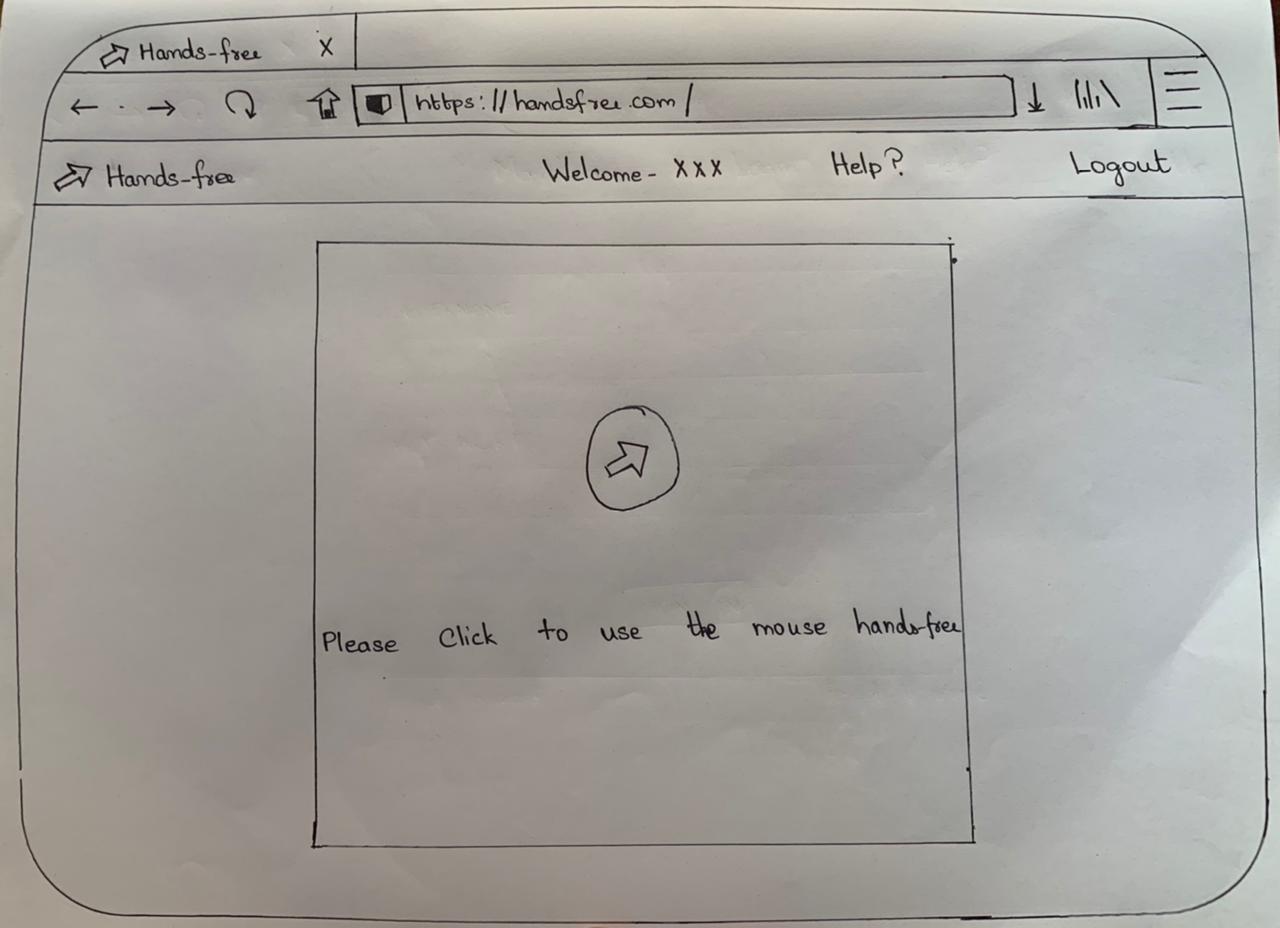 Hands-free X
https://handsfree.com/
Hands-free Welcome - XXX Help? Logout
Please Click to use the mouse hands-free